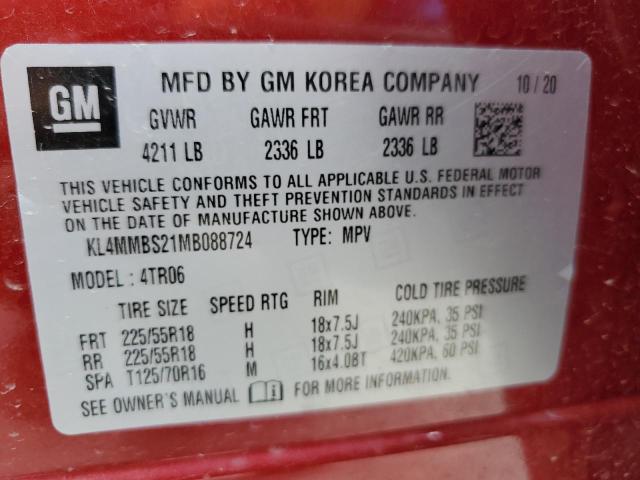 GM
MFD BY GM KOREA COMPANY 10/20
GVWR GAWR FRT GAWR RR
4211 LB 2336 LB 2336 LB
THIS VEHICLE CONFORMS TO ALL APPLICABLE U.S. FEDERAL MOTOR
VEHICLE SAFETY AND THEFT PREVENTION STANDARDS IN EFFECT
ON THE DATE OF MANUFACTURE SHOWN ABOVE.
KL4MMBS21MB088724 TYPE: MPV
MODEL: 4TR06
TIRE SIZE SPEED RTG RIM COLD TIRE PRESSURE
FRT 225/55R18 H 18x7.5J 240KPA, 35 PSI
RR 225/55R18 H 18x7.5J 240KPA, 35 PSI
SPA T125/70R16 M 16x4.0BT 420KPA, 60 PSI
SEE OWNER'S MANUAL FOR MORE INFORMATION.